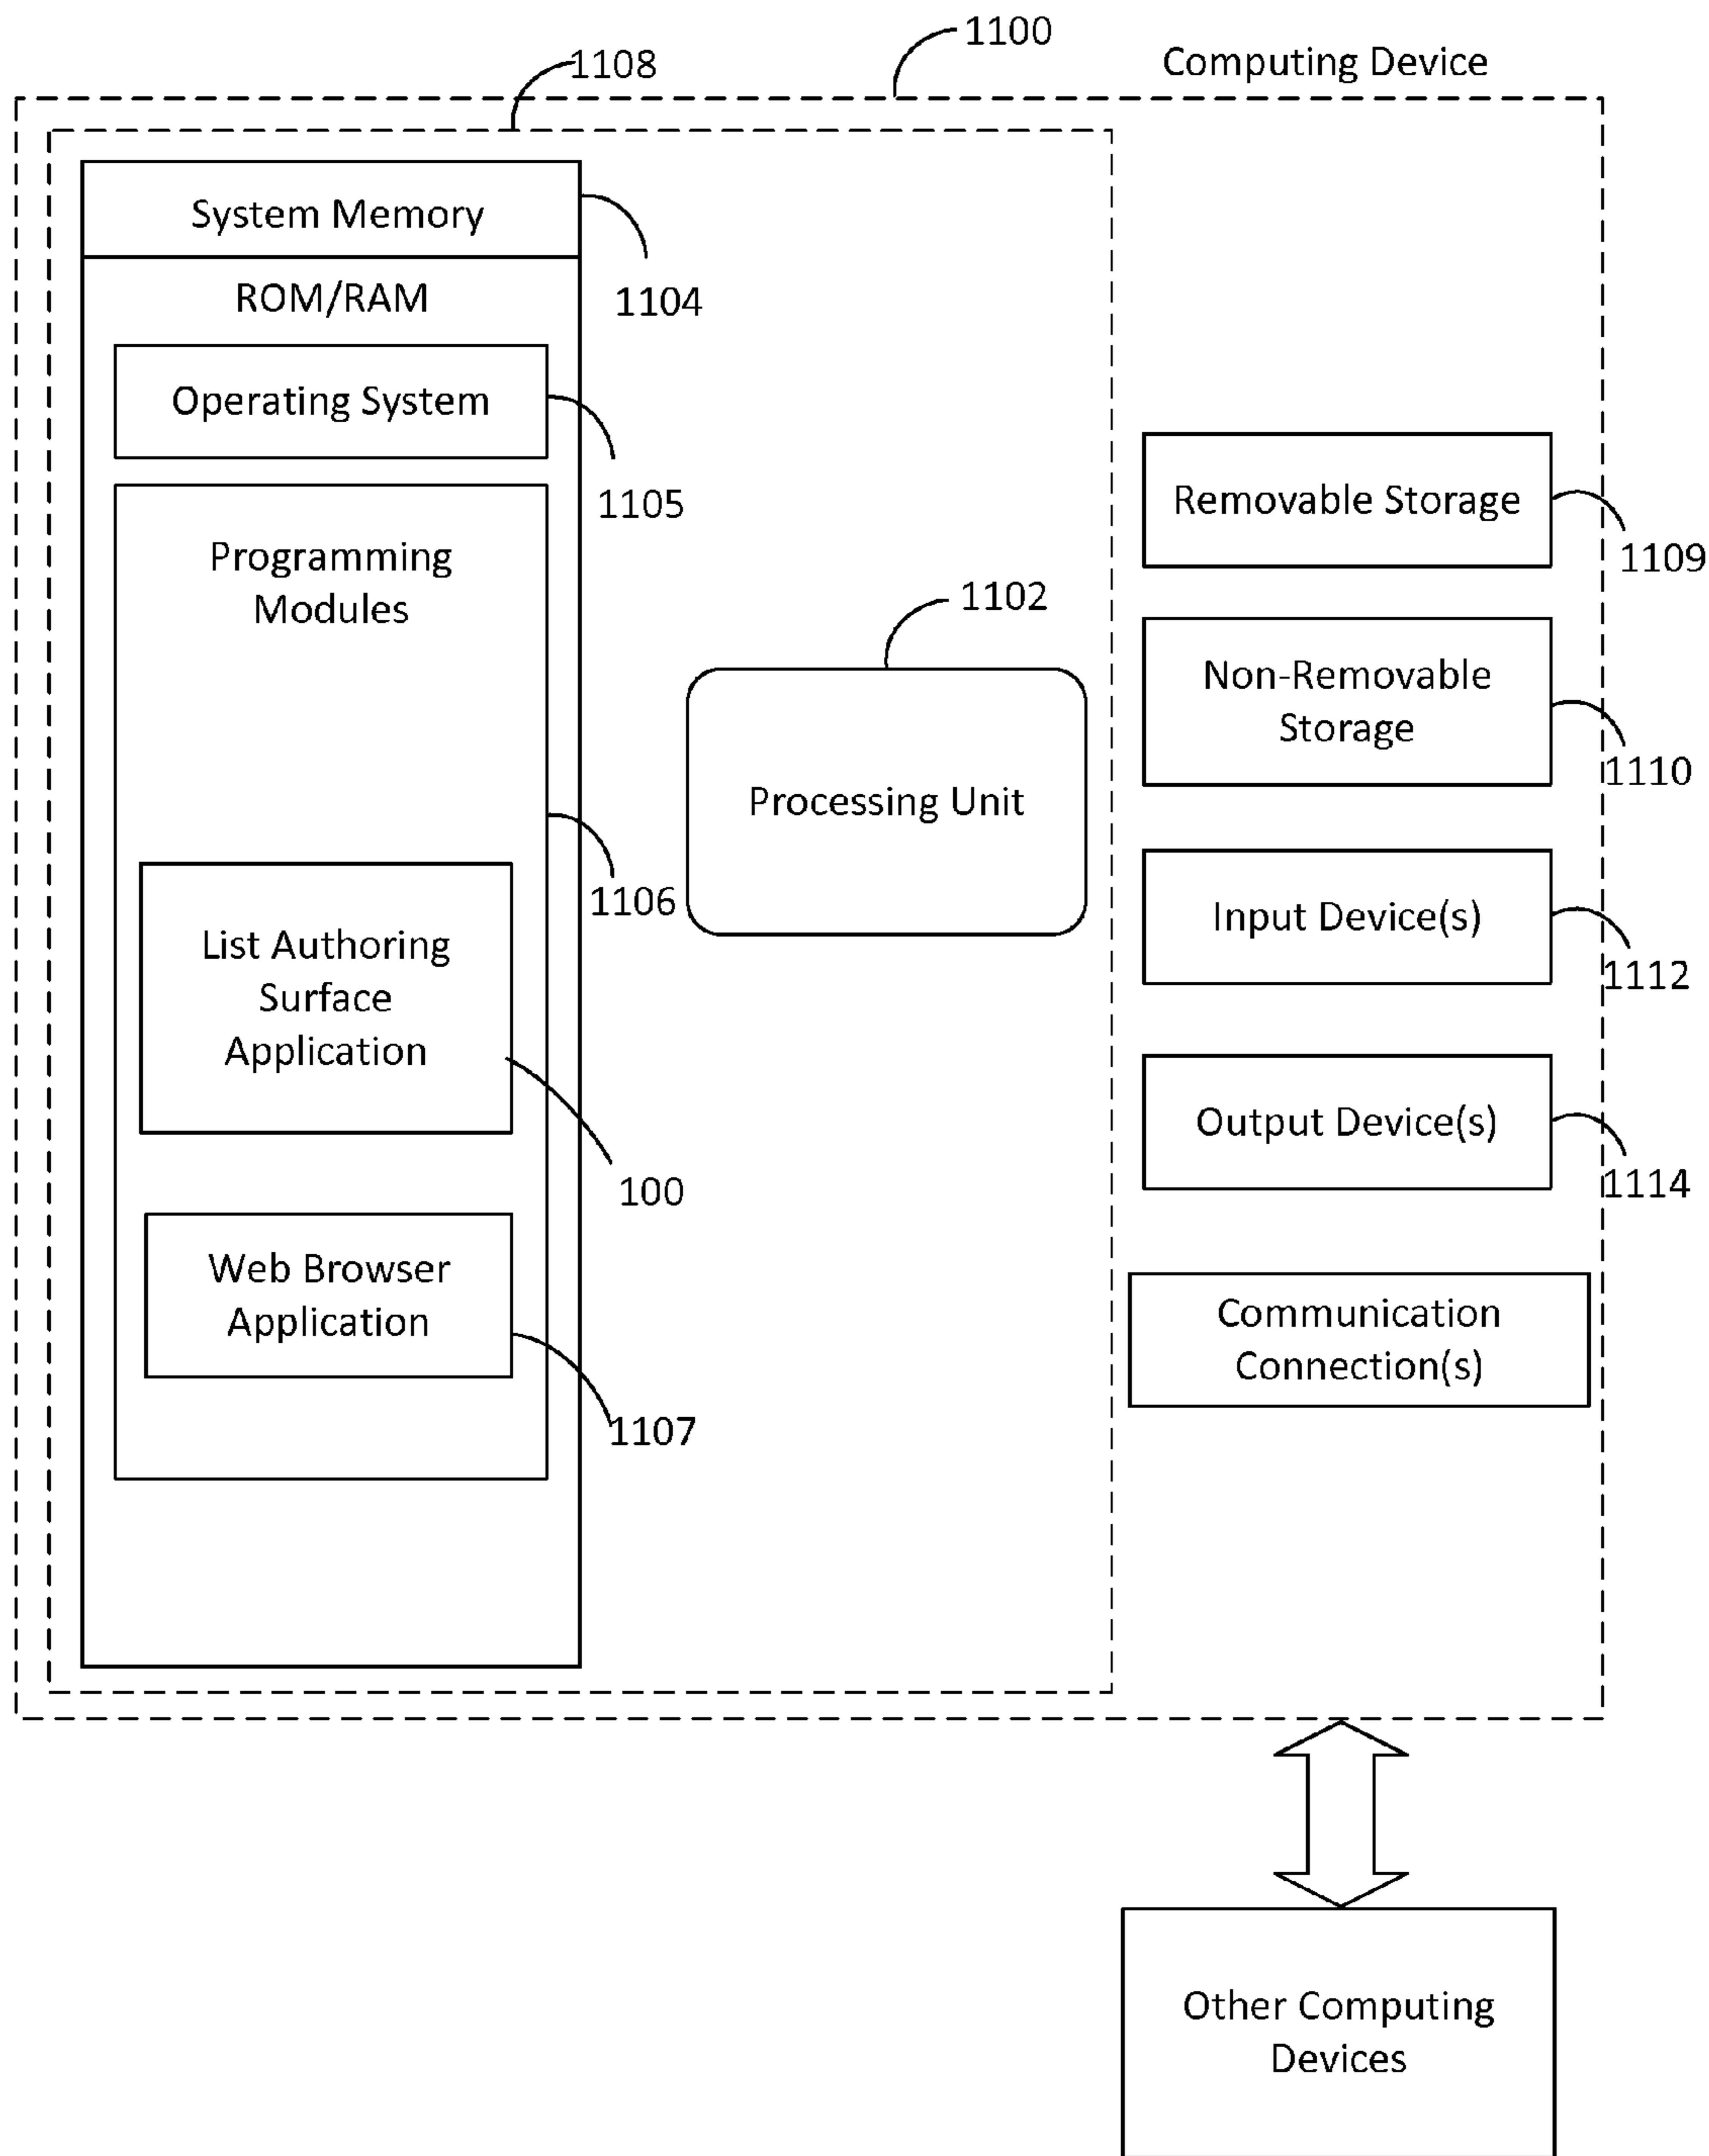 1100
Computing Device
1108
System Memory
1104
ROM/RAM
Operating System
1105
Programming
Modules
1106
List Authoring
Surface
Application
100
Web Browser
Application
1107
1102
Processing Unit
Removable Storage
1109
Non-Removable
Storage
1110
Input Device(s)
1112
Output Device(s)
1114
Communication
Connection(s)
Other Computing
Devices